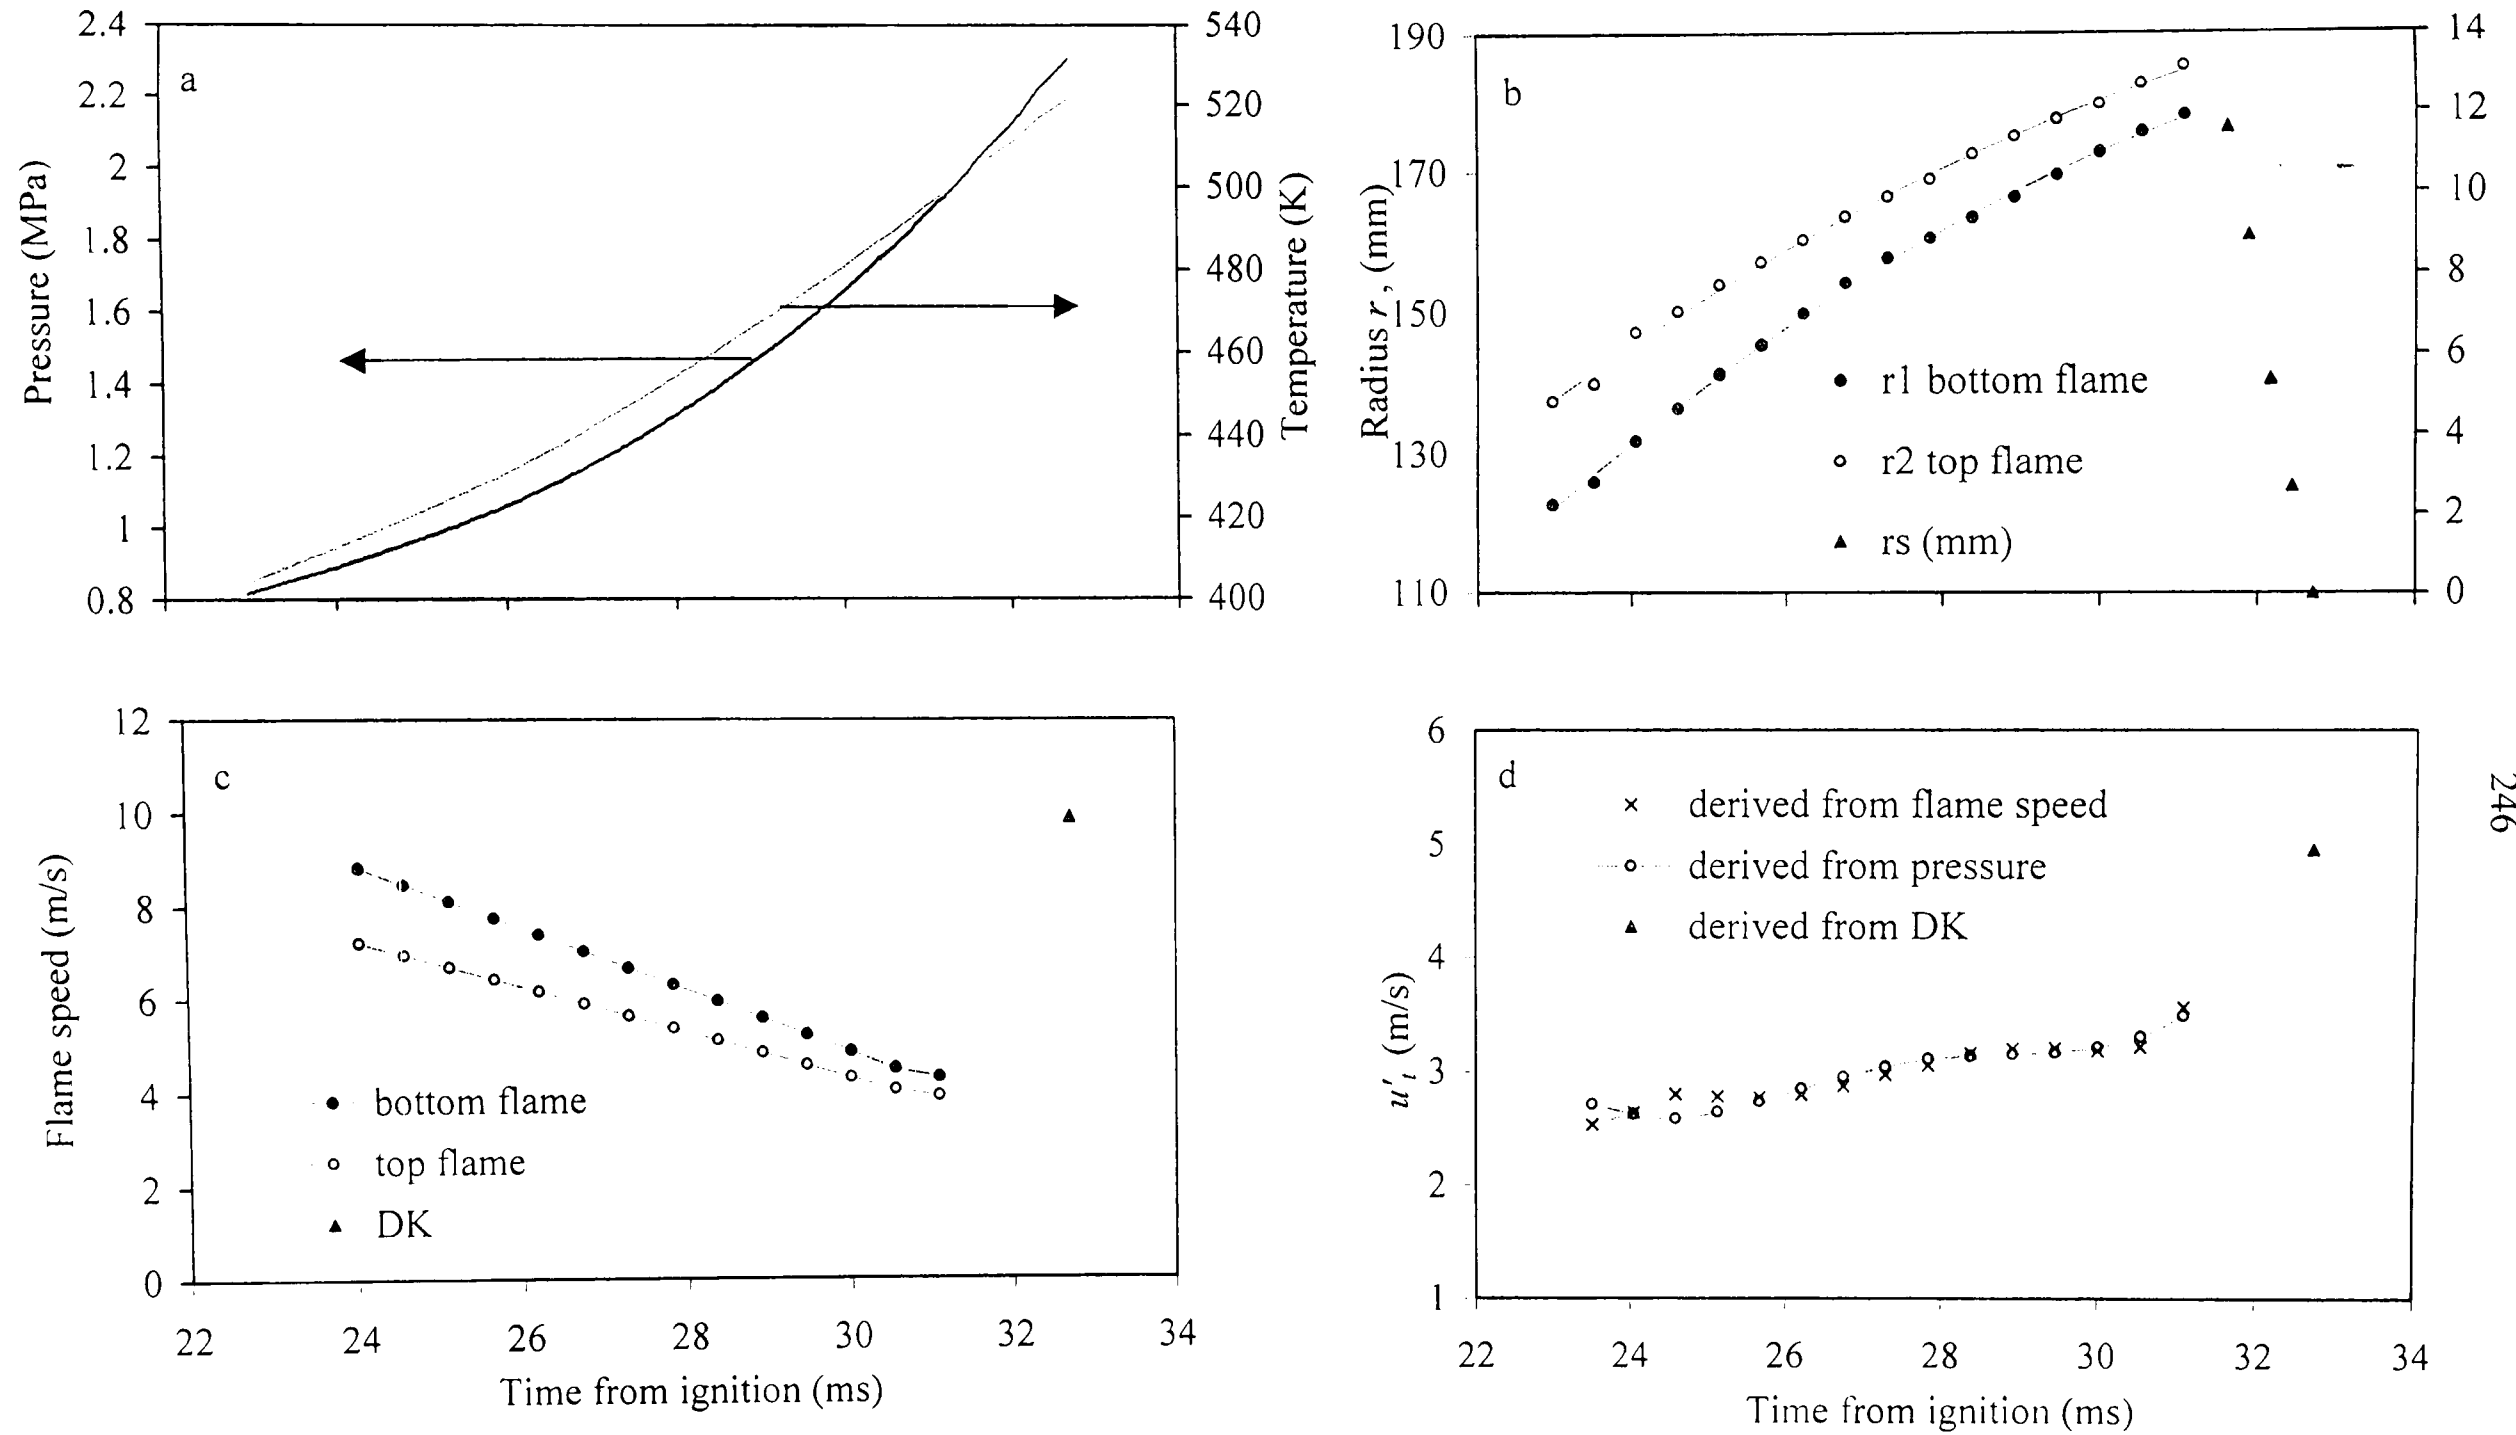 a
2.4
2.2
2
1.8
1.6
1.4
1.2
1
0.8
Pressure (MPa)
540
520
500
480
460
440
420
400
Temperature (K)
b
190
170
150
130
110
Radius r, (mm)
14
12
10
8
6
4
2
0
r1 bottom flame
r2 top flame
rs (mm)
c
12
10
8
6
4
2
0
Flame speed (m/s)
bottom flame
top flame
DK
22 24 26 28 30 32 34
Time from ignition (ms)
d
6
5
4
3
2
1
u't (m/s)
derived from flame speed
derived from pressure
derived from DK
22 24 26 28 30 32 34
Time from ignition (ms)
246